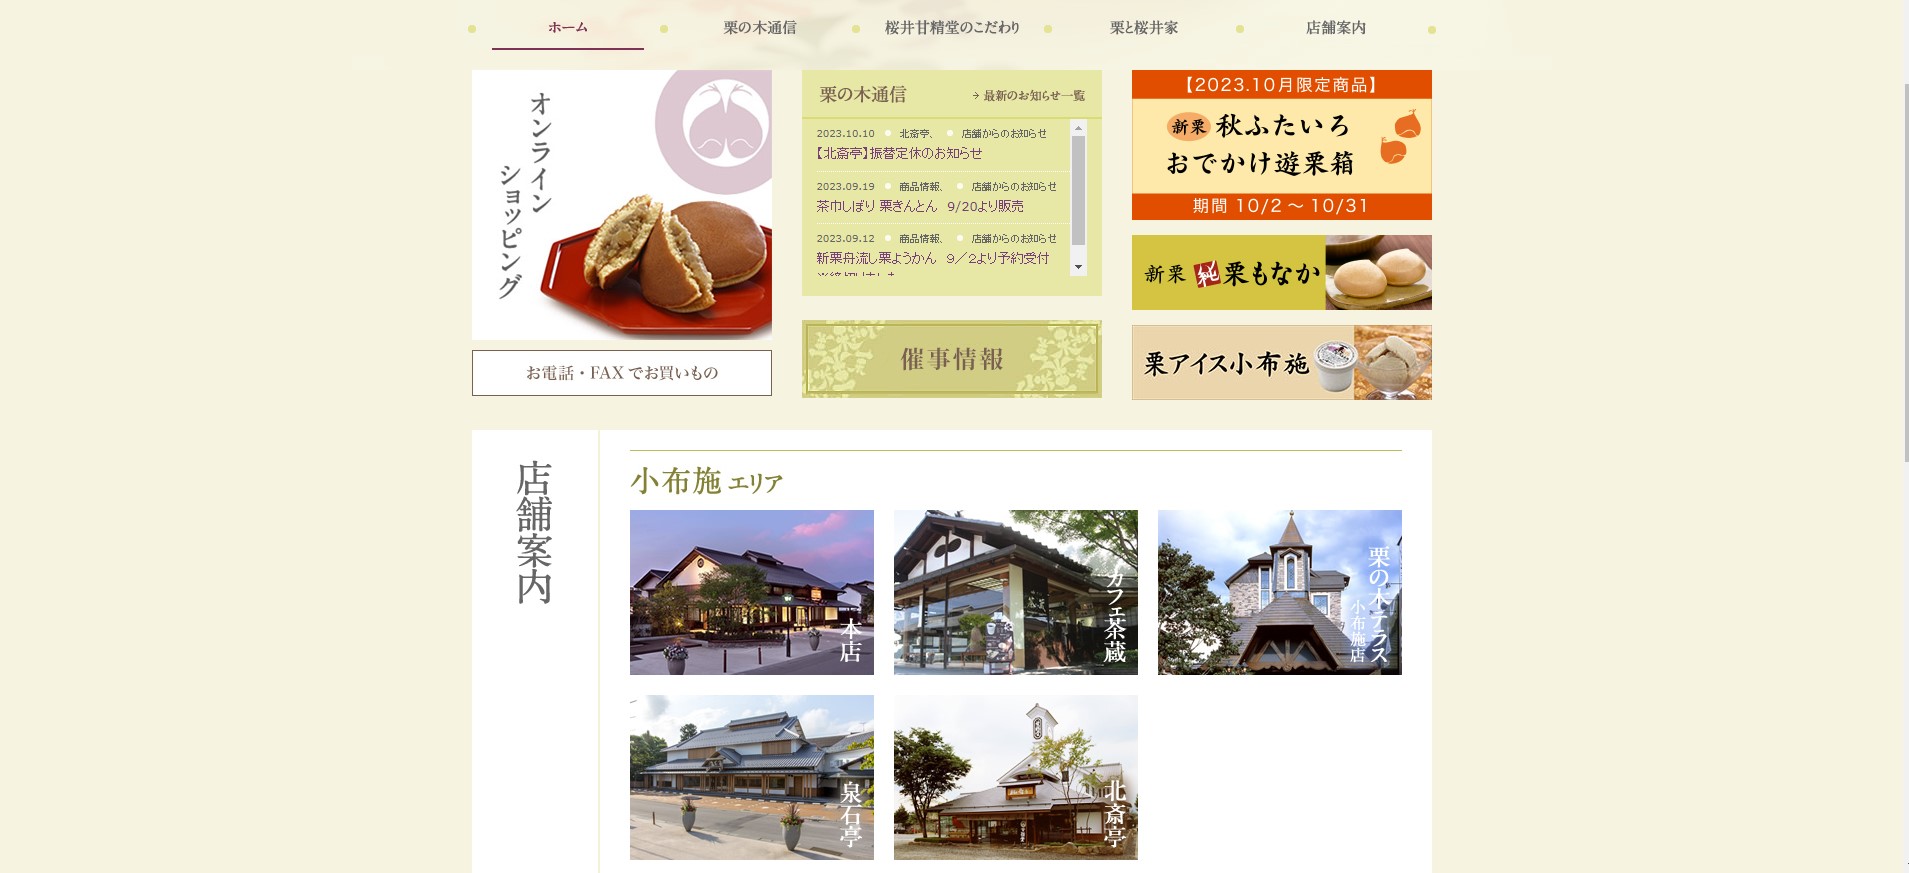 ホーム
栗の木通信
桜井甘精堂のこだわり
栗と桜井家
店舗案内
オンライン
ショッピング
お電話・FAXでお買いもの
栗の木通信
最新のお知らせ一覧
2023.10.10 北斎亭、 店舗からのお知らせ
【北斎亭】振替定休のお知らせ
2023.09.19 商品情報、 店舗からのお知らせ
茶巾しぼり 栗きんとん 9/20より販売
2023.09.12 商品情報、 店舗からのお知らせ
新栗舟流し栗ようかん 9／2より予約受付
催事情報
【2023.10月限定商品】
新栗 秋ふたいろ
おでかけ遊栗箱
期間 10/2 ～ 10/31
新栗 純 栗もなか
栗アイス小布施
店舗案内
小布施エリア
本店
カフェ茶蔵
栗の木テラス
小布施店
泉石亭
北斎亭